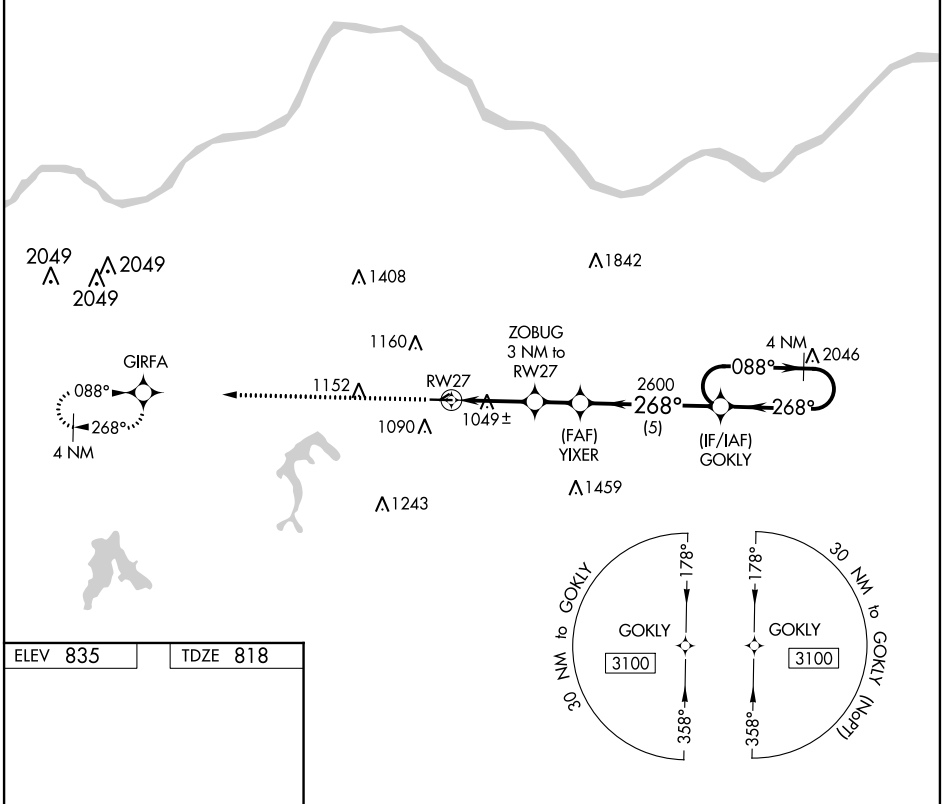 2049
2049
2049
1408
1842
1160
ZOBUG
3 NM to
RW27
4 NM
2046
088°
GIRFA
088°
268°
4 NM
1152
RW27
1049±
1090
2600
268°
(5)
268°
(FAF)
YIXER
(IF/IAF)
GOKLY
1243
1459
30 NM to GOKLY
178°
GOKLY
3100
358°
30 NM to GOKLY (NoPT)
178°
GOKLY
3100
358°
ELEV 835
TDZE 818